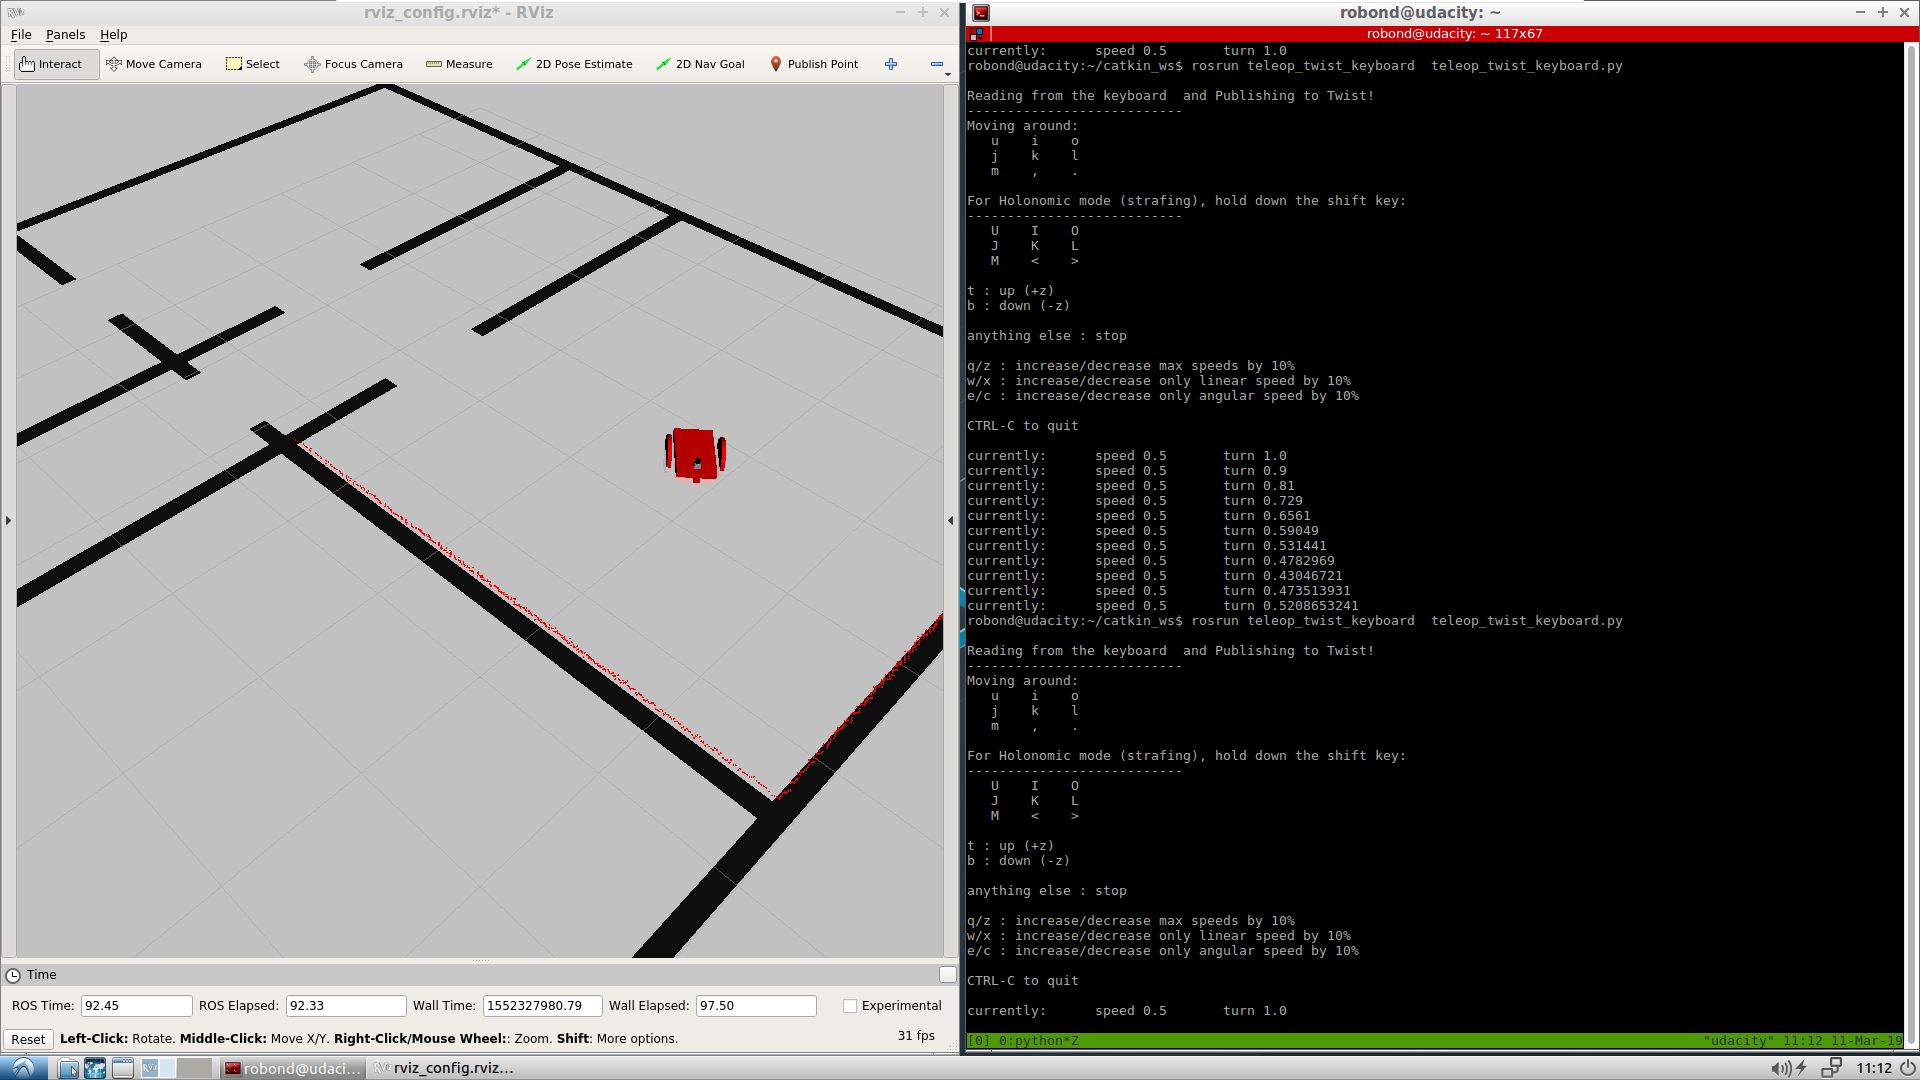 rviz_config.rviz* - RViz
File Panels Help
Interact Move Camera Select Focus Camera Measure 2D Pose Estimate 2D Nav Goal Publish Point
Time
ROS Time: 92.45 ROS Elapsed: 92.33 Wall Time: 1552327980.79 Wall Elapsed: 97.50 Experimental
Reset Left-Click: Rotate. Middle-Click: Move X/Y. Right-Click/Mouse Wheel:: Zoom. Shift: More options. 31 fps
robond@udacity: ~
robond@udacity: ~ 117x67
currently: speed 0.5 turn 1.0
robond@udacity:~/catkin_ws$ rosrun teleop_twist_keyboard teleop_twist_keyboard.py
Reading from the keyboard and Publishing to Twist!
---------------------------
Moving around:
u i o
j k l
m , .
For Holonomic mode (strafing), hold down the shift key:
---------------------------
U I O
J K L
M < >
t : up (+z)
b : down (-z)
anything else : stop
q/z : increase/decrease max speeds by 10%
w/x : increase/decrease only linear speed by 10%
e/c : increase/decrease only angular speed by 10%
CTRL-C to quit
currently: speed 0.5 turn 1.0
currently: speed 0.5 turn 0.9
currently: speed 0.5 turn 0.81
currently: speed 0.5 turn 0.729
currently: speed 0.5 turn 0.6561
currently: speed 0.5 turn 0.59049
currently: speed 0.5 turn 0.531441
currently: speed 0.5 turn 0.4782969
currently: speed 0.5 turn 0.43046721
currently: speed 0.5 turn 0.473513931
currently: speed 0.5 turn 0.5208653241
robond@udacity:~/catkin_ws$ rosrun teleop_twist_keyboard teleop_twist_keyboard.py
Reading from the keyboard and Publishing to Twist!
---------------------------
Moving around:
u i o
j k l
m , .
For Holonomic mode (strafing), hold down the shift key:
---------------------------
U I O
J K L
M < >
t : up (+z)
b : down (-z)
anything else : stop
q/z : increase/decrease max speeds by 10%
w/x : increase/decrease only linear speed by 10%
e/c : increase/decrease only angular speed by 10%
CTRL-C to quit
currently: speed 0.5 turn 1.0
[0] 0:python*Z "udacity" 11:12 11-Mar-19
robond@udaci... rviz_config.rviz... 11:12